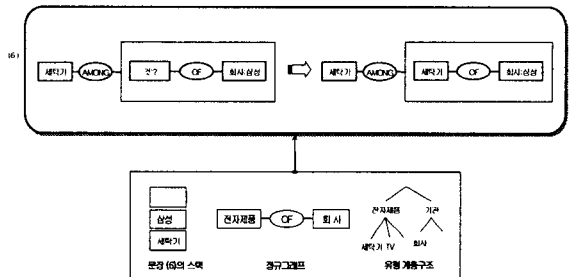 (6)
세탁기 AMONG 것? OF 회사:삼성 세탁기 AMONG 세탁기 OF 회사:삼성
삼성
세탁기
문장 (6)의 스택
전자제품 OF 회 사
정규그래프
전자제품 기관
세탁기 TV 회사
유형 계층구조